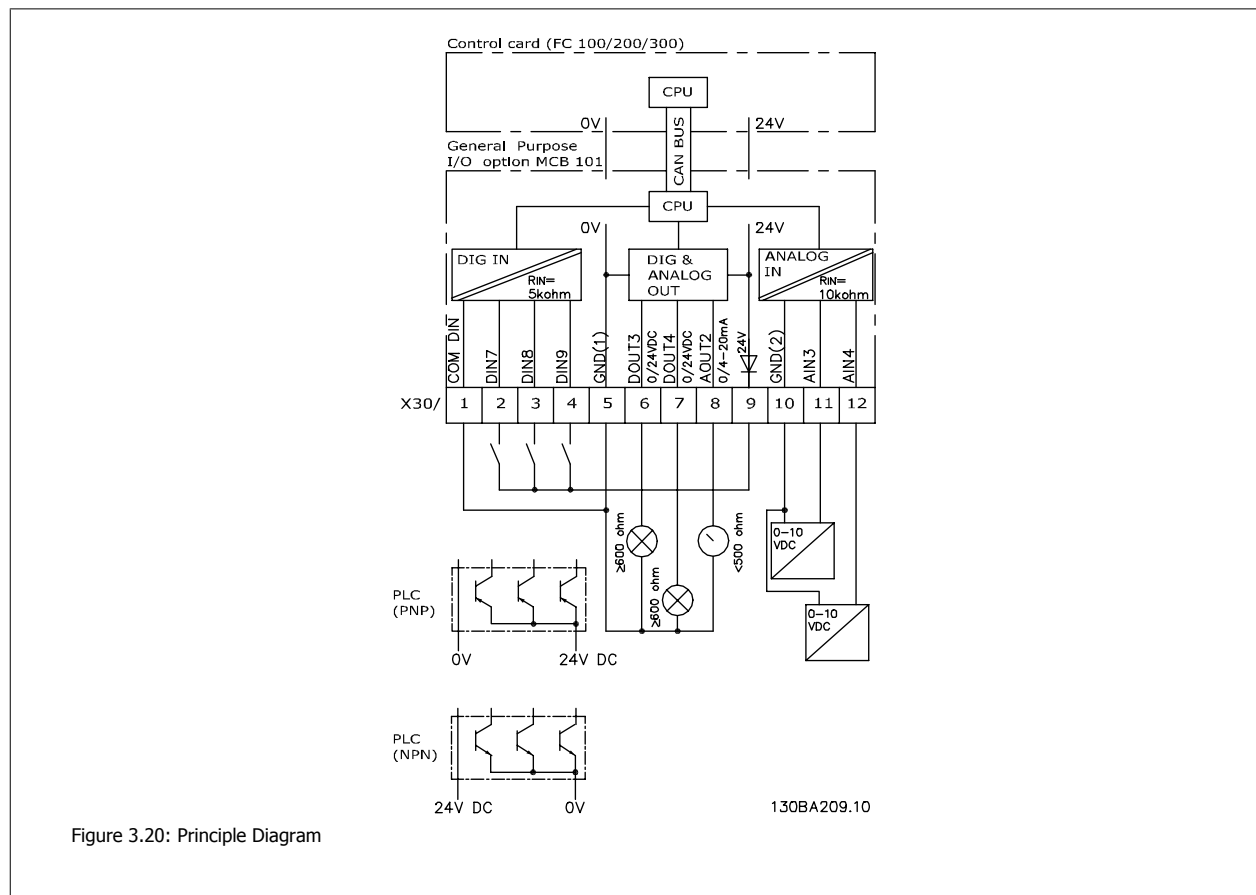 Control card (FC 100/200/300)
CPU
0V
24V
CAN BUS
General Purpose
I/O option MCB 101
CPU
0V
24V
DIG IN
RIN=
5kohm
DIG &
ANALOG
OUT
ANALOG
IN
RIN=
10kohm
COM DIN
DIN7
DIN8
DIN9
GND(1)
DOUT3
0/24VDC
DOUT4
0/24VDC
AOUT2
0/4-20mA
24V
GND(2)
AIN3
AIN4
X30/ 1 2 3 4 5 6 7 8 9 10 11 12
≥600 ohm
≥600 ohm
<500 ohm
0-10
VDC
0-10
VDC
PLC
(PNP)
0V 24V DC
PLC
(NPN)
24V DC 0V
130BA209.10
Figure 3.20: Principle Diagram